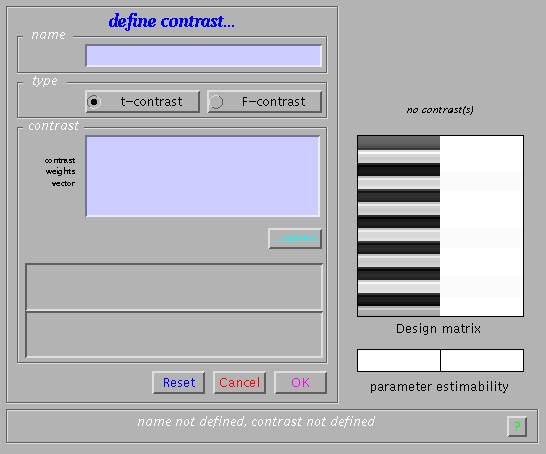 define contrast...
name
type
t-contrast
F-contrast
contrast
contrast
weights
vector
...submit
Reset
Cancel
OK
no contrast(s)
Design matrix
parameter estimability
name not defined, contrast not defined
?